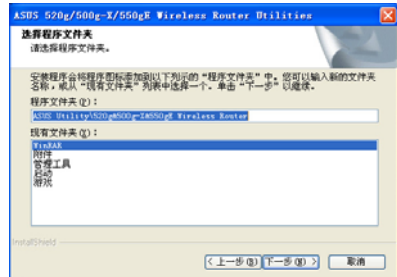 ASUS 520g/500g-X/550gE Wireless Router Utilities
选择程序文件夹
请选择程序文件夹。
安装程序会将程序图标添加到以下列示的“程序文件夹”中。您可以输入新的文件夹
名称，或从“现有文件夹”列表中选择一个。单击“下一步”以继续。
程序文件夹(P)：
ASUS Utility\520g&500g-X&550gE Wireless Router
现有文件夹(X)：
WinRAR
附件
管理工具
启动
游戏
InstallShield
< 上一步(B)
下一步(N) >
取消